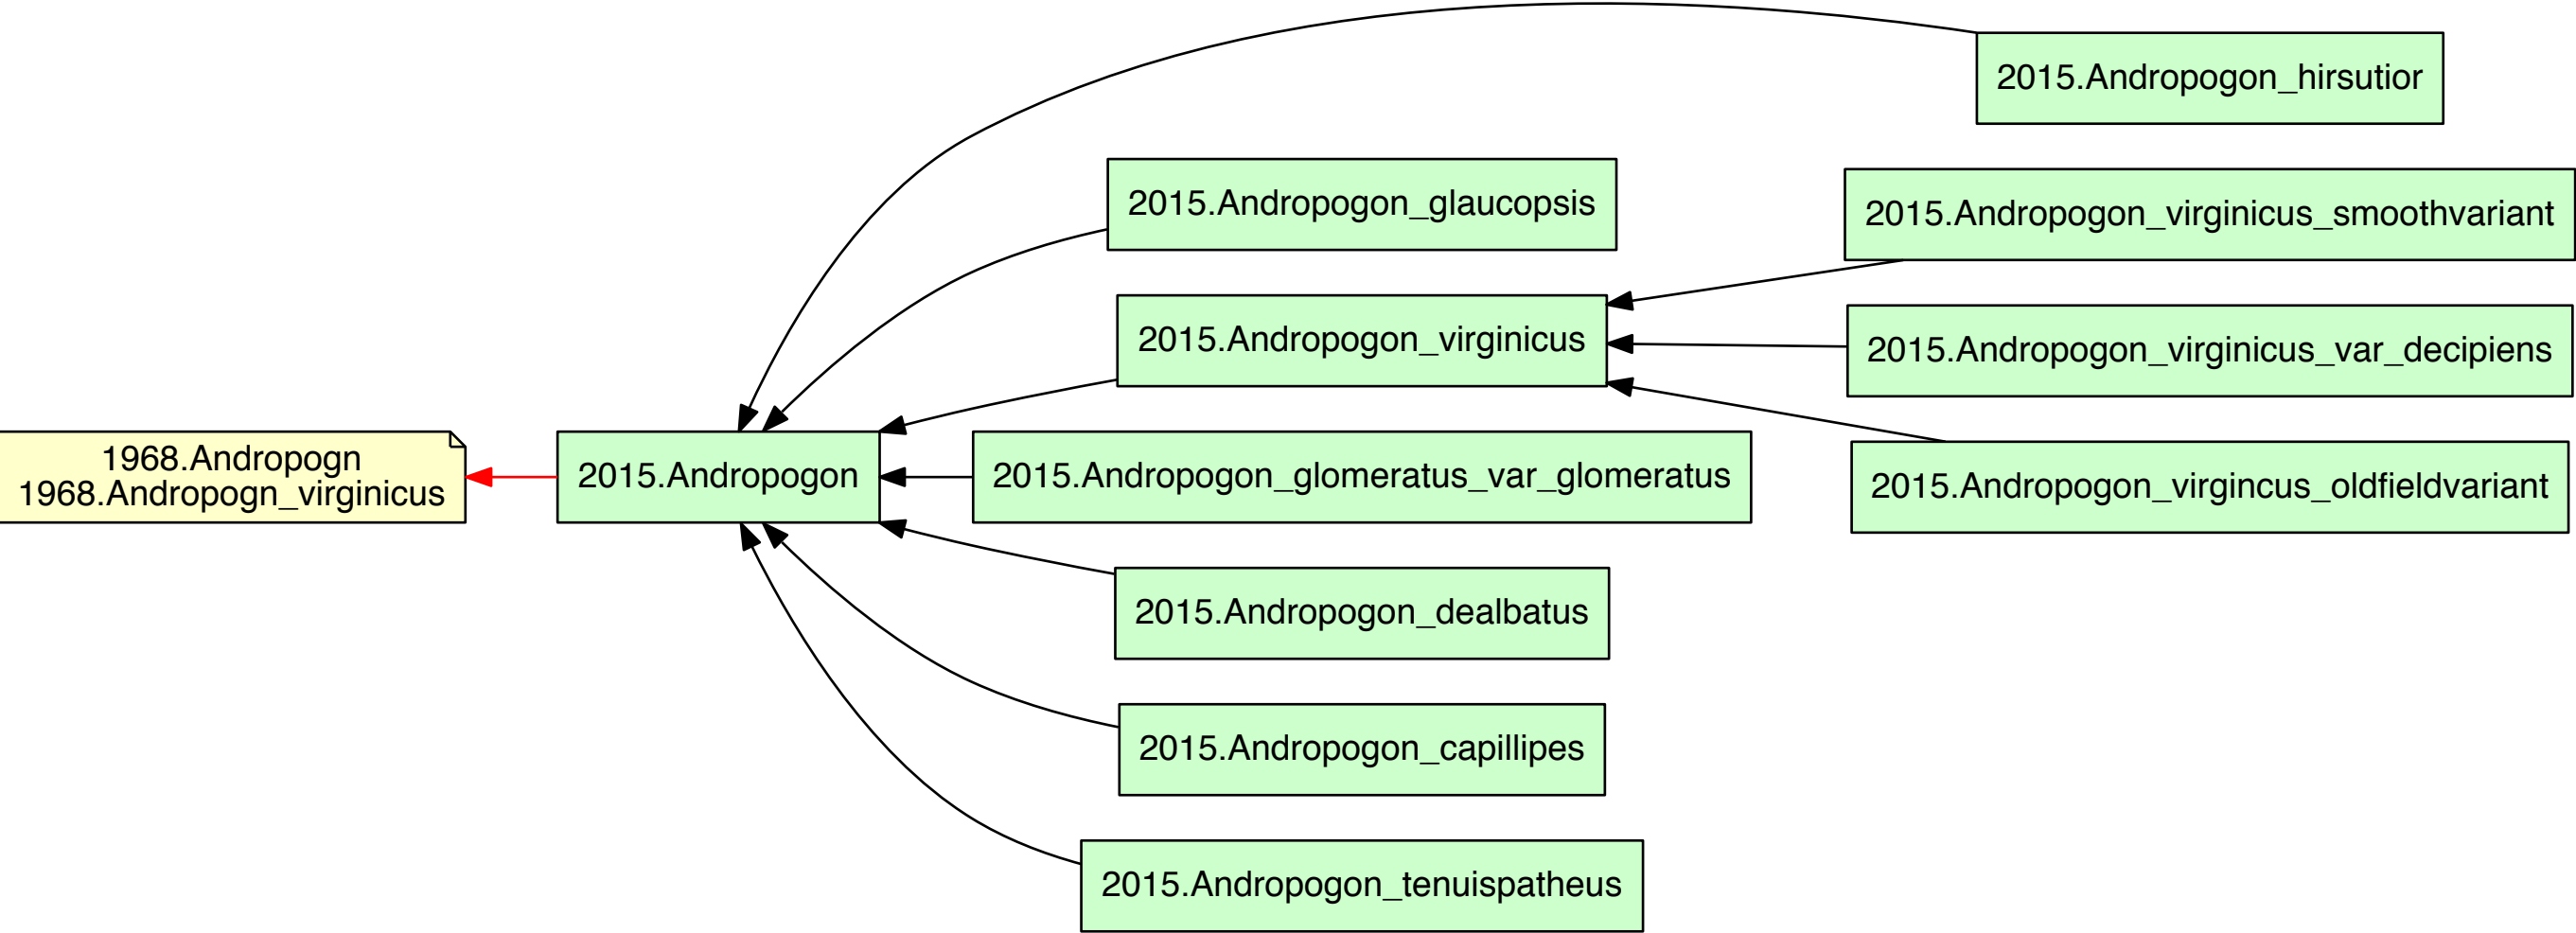 2015.Andropogon_hirsutior
2015.Andropogon_glaucopsis
2015.Andropogon_virginicus_smoothvariant
2015.Andropogon_virginicus
2015.Andropogon_virginicus_var_decipiens
1968.Andropogn
1968.Andropogn_virginicus
2015.Andropogon
2015.Andropogon_glomeratus_var_glomeratus
2015.Andropogon_virgincus_oldfieldvariant
2015.Andropogon_dealbatus
2015.Andropogon_capillipes
2015.Andropogon_tenuispatheus